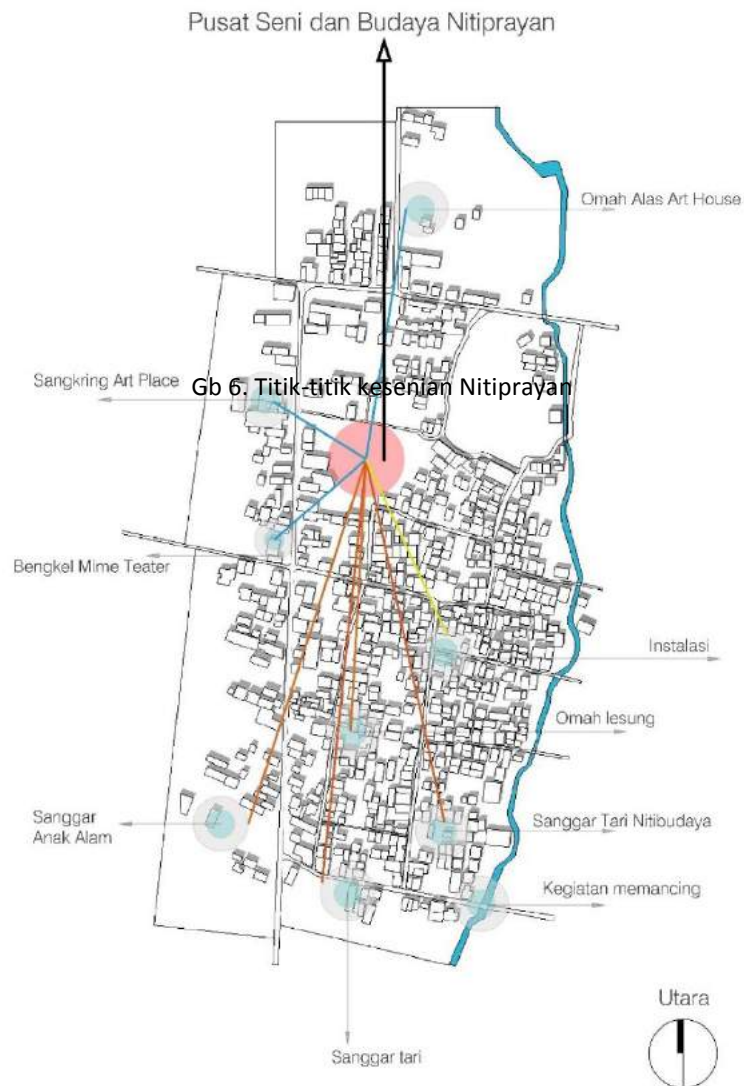 Pusat Seni dan Budaya Nitiprayan
Omah Alas Art House
Sangkring Art Place
Gb 6. Titik-titik kesenian Nitiprayan
Bengkel Mime Teater
Instalasi
Omah lesung
Sanggar
Anak Alam
Sanggar Tari Nitibudaya
Kegiatan memancing
Utara
Sanggar tari